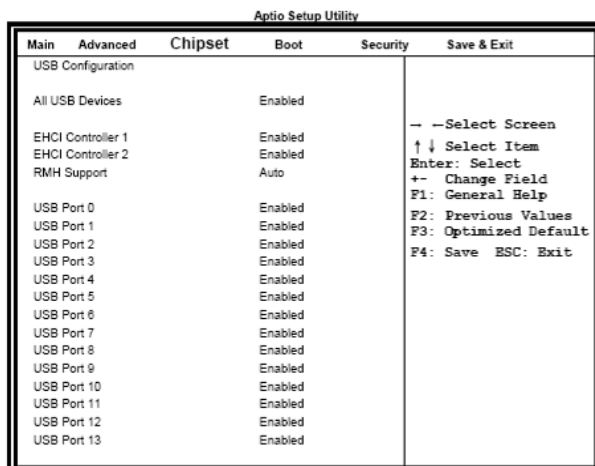 Aptio Setup Utility
Main Advanced Chipset Boot Security Save & Exit
USB Configuration
All USB Devices Enabled
EHCI Controller 1 Enabled
EHCI Controller 2 Enabled
RMH Support Auto
USB Port 0 Enabled
USB Port 1 Enabled
USB Port 2 Enabled
USB Port 3 Enabled
USB Port 4 Enabled
USB Port 5 Enabled
USB Port 6 Enabled
USB Port 7 Enabled
USB Port 8 Enabled
USB Port 9 Enabled
USB Port 10 Enabled
USB Port 11 Enabled
USB Port 12 Enabled
USB Port 13 Enabled
→ ←Select Screen
↑↓ Select Item
Enter: Select
+- Change Field
F1: General Help
F2: Previous Values
F3: Optimized Default
F4: Save ESC: Exit